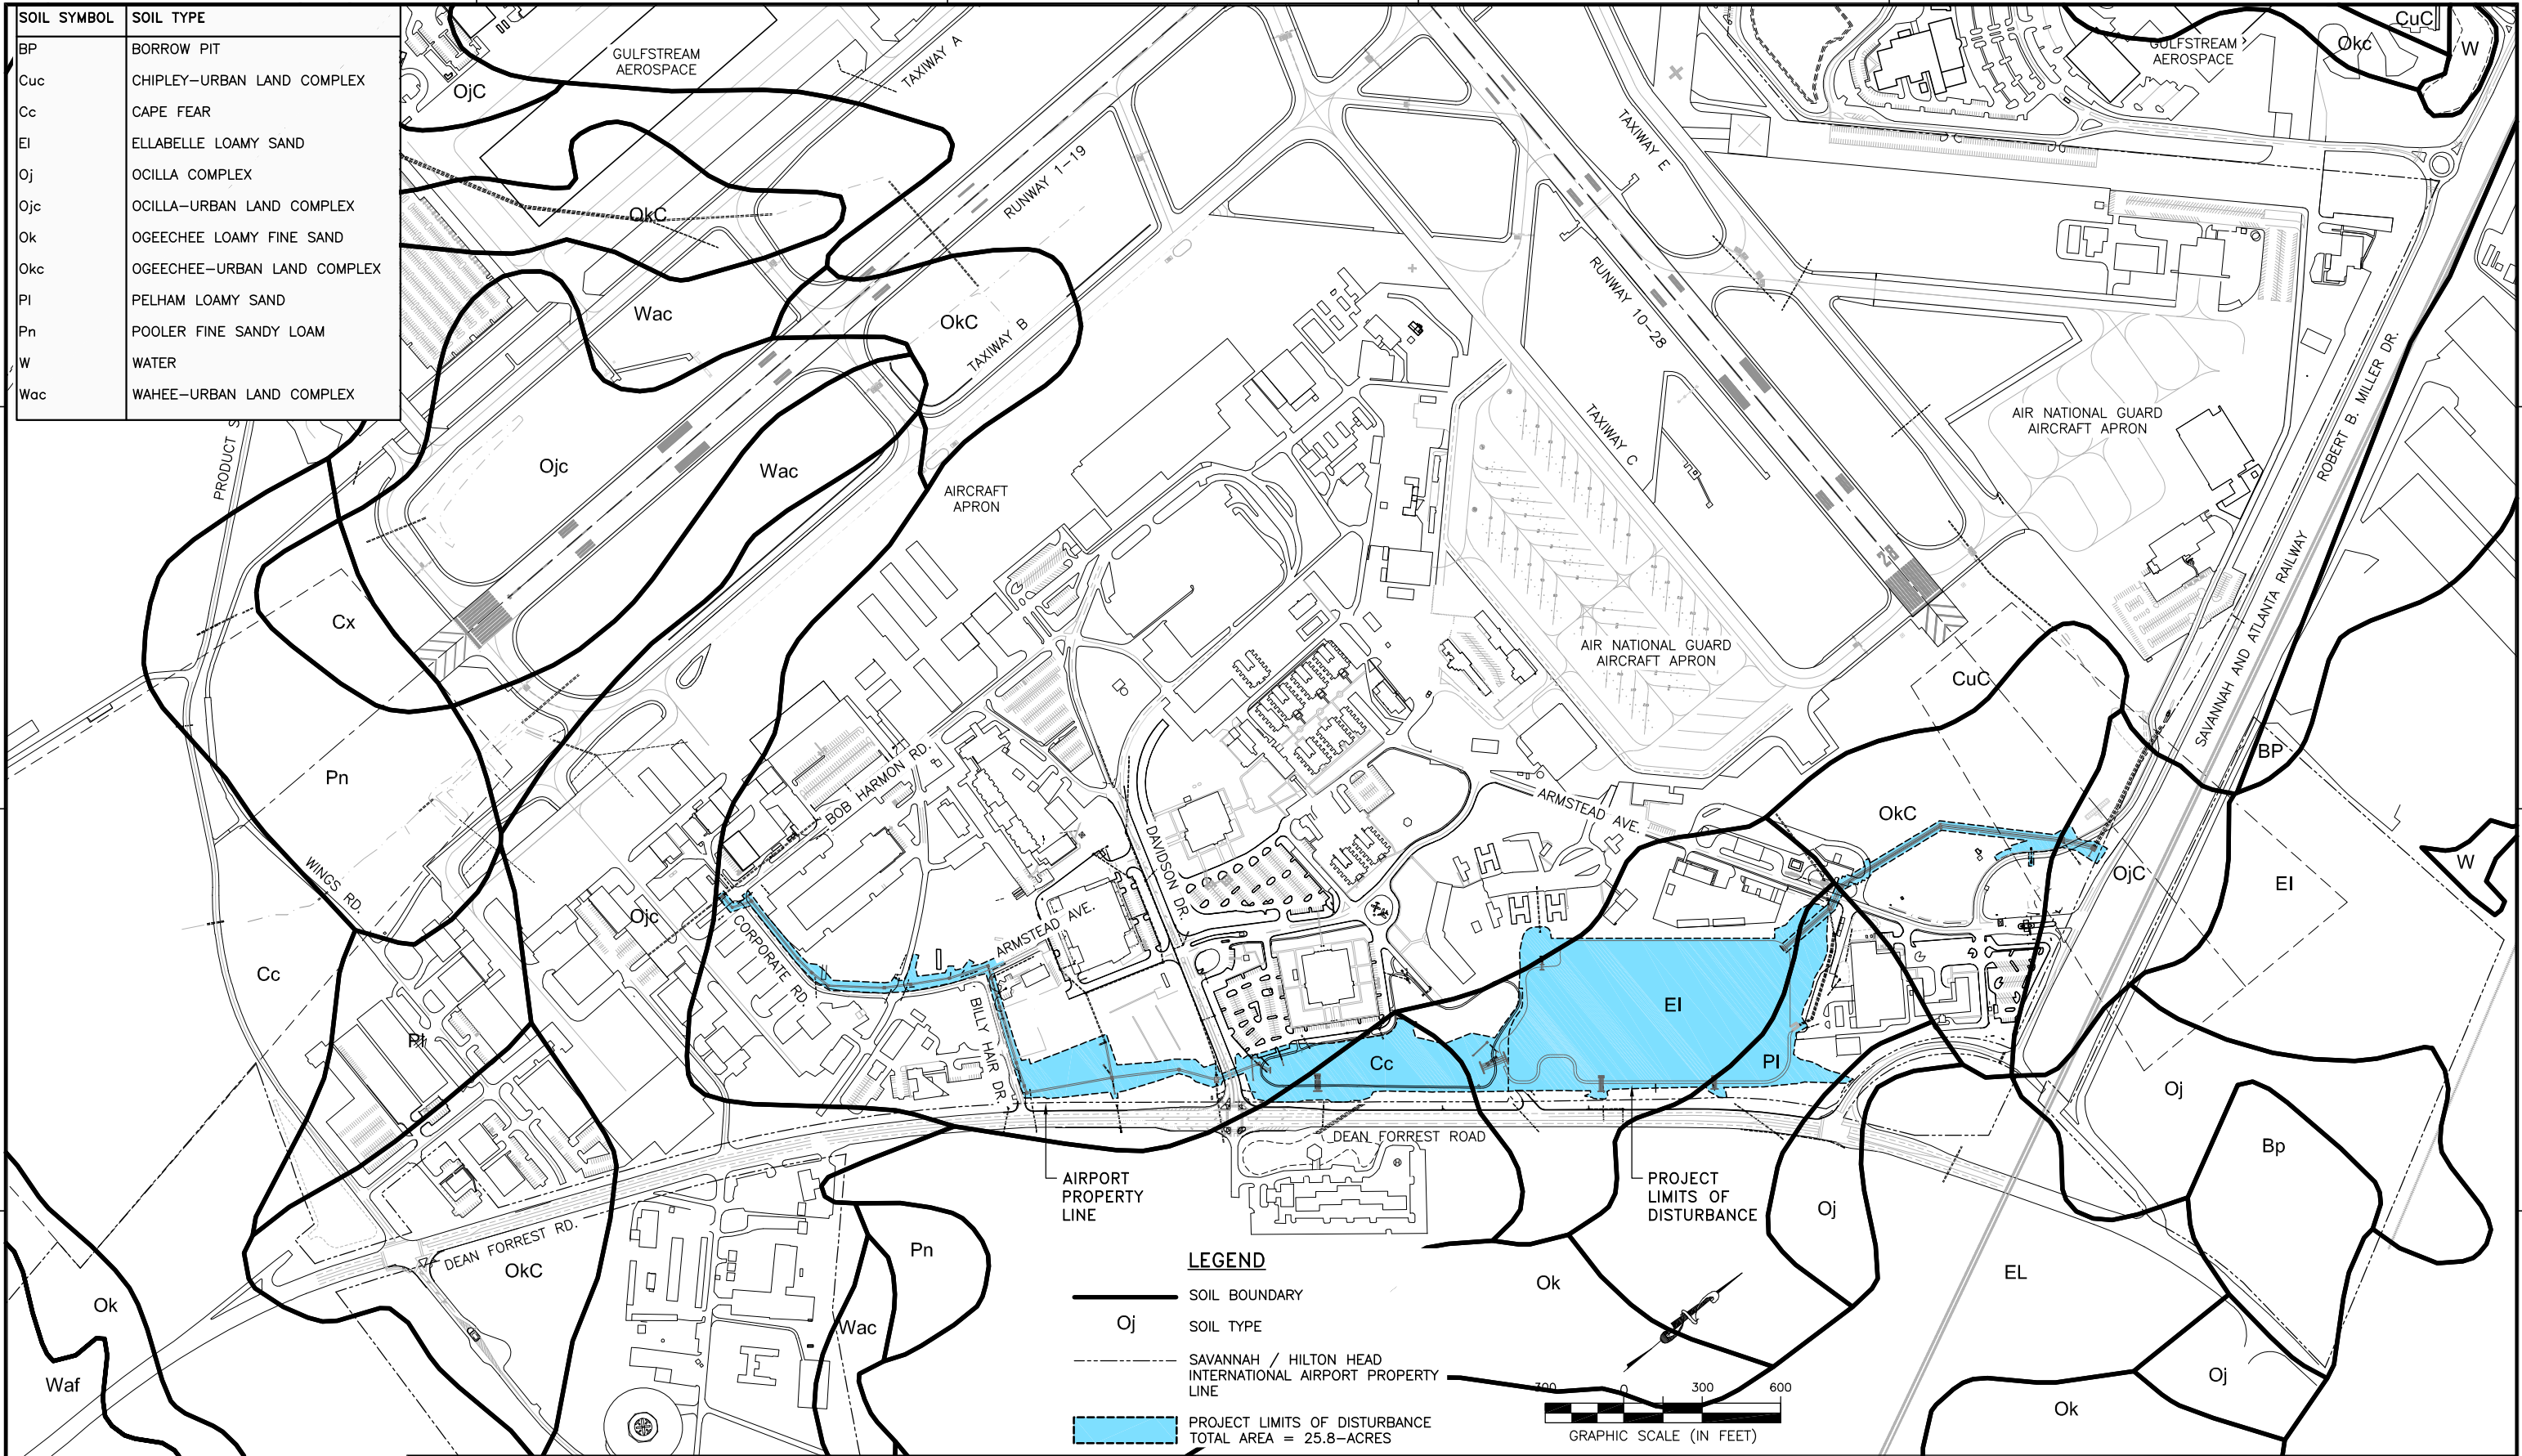 SOIL SYMBOL SOIL TYPE
BP BORROW PIT
Cuc CHIPLEY-URBAN LAND COMPLEX
Cc CAPE FEAR
El ELLABELLE LOAMY SAND
Oj OCILLA COMPLEX
Ojc OCILLA-URBAN LAND COMPLEX
Ok OGEECHEE LOAMY FINE SAND
Okc OGEECHEE-URBAN LAND COMPLEX
Pl PELHAM LOAMY SAND
Pn POOLER FINE SANDY LOAM
W WATER
Wac WAHEE-URBAN LAND COMPLEX
GULFSTREAM
AEROSPACE
OjC
TAXIWAY A
OkC
RUNWAY 1-19
Wac
OkC
TAXIWAY B
TAXIWAY E
RUNWAY 10-28
TAXIWAY C
GULFSTREAM
AEROSPACE
Okc
CuC
W
AIR NATIONAL GUARD
AIRCRAFT APRON
ROBERT B. MILLER DR.
SAVANNAH AND ATLANTA RAILWAY
PRODUCT S
Ojc
Wac
AIRCRAFT
APRON
28
AIR NATIONAL GUARD
AIRCRAFT APRON
Cx
CuC
BP
Pn
BOB HARMON RD.
DAVIDSON DR.
ARMSTEAD AVE.
OkC
OjC
El
W
WINGS RD.
Ojc
CORPORATE RD.
ARMSTEAD AVE.
Cc
Pl
BILLY HAIR DR.
Cc
El
Pl
Oj
Bp
DEAN FORREST ROAD
AIRPORT
PROPERTY
LINE
PROJECT
LIMITS OF
DISTURBANCE
Oj
DEAN FORREST RD.
OkC
Pn
Wac
Ok
Waf
Ok
EL
Oj
Ok
LEGEND
SOIL BOUNDARY
Oj SOIL TYPE
SAVANNAH / HILTON HEAD
INTERNATIONAL AIRPORT PROPERTY
LINE
PROJECT LIMITS OF DISTURBANCE
TOTAL AREA = 25.8-ACRES
300 0 300 600
GRAPHIC SCALE (IN FEET)